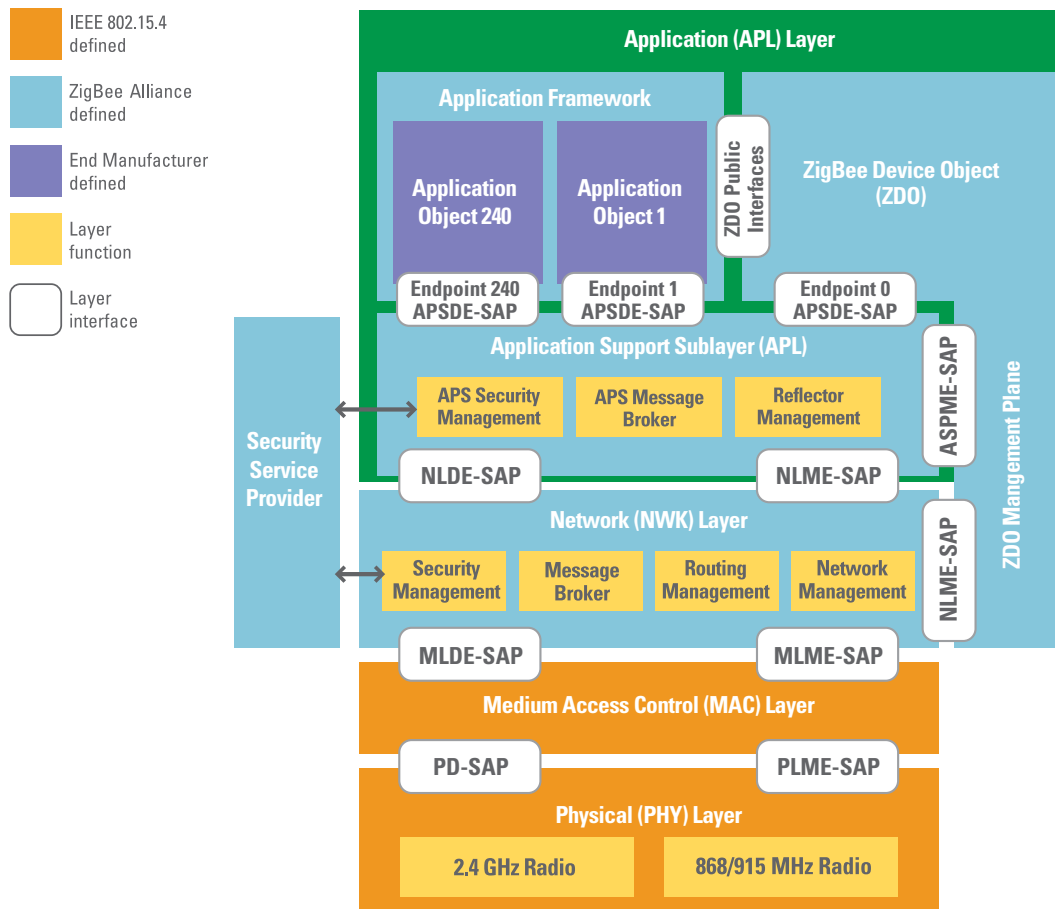 IEEE 802.15.4
defined
ZigBee Alliance
defined
End Manufacturer
defined
Layer
function
Layer
interface
Application (APL) Layer
Application Framework
Application
Object 240
Application
Object 1
ZDO Public
Interfaces
ZigBee Device Object
(ZDO)
Endpoint 240
APSDE-SAP
Endpoint 1
APSDE-SAP
Endpoint 0
APSDE-SAP
Application Support Sublayer (APL)
APS Security
Management
APS Message
Broker
Reflector
Management
ASPME-SAP
Security
Service
Provider
ZDO Mangement Plane
NLDE-SAP
NLME-SAP
Network (NWK) Layer
Security
Management
Message
Broker
Routing
Management
Network
Management
NLME-SAP
MLDE-SAP
MLME-SAP
Medium Access Control (MAC) Layer
PD-SAP
PLME-SAP
Physical (PHY) Layer
2.4 GHz Radio
868/915 MHz Radio